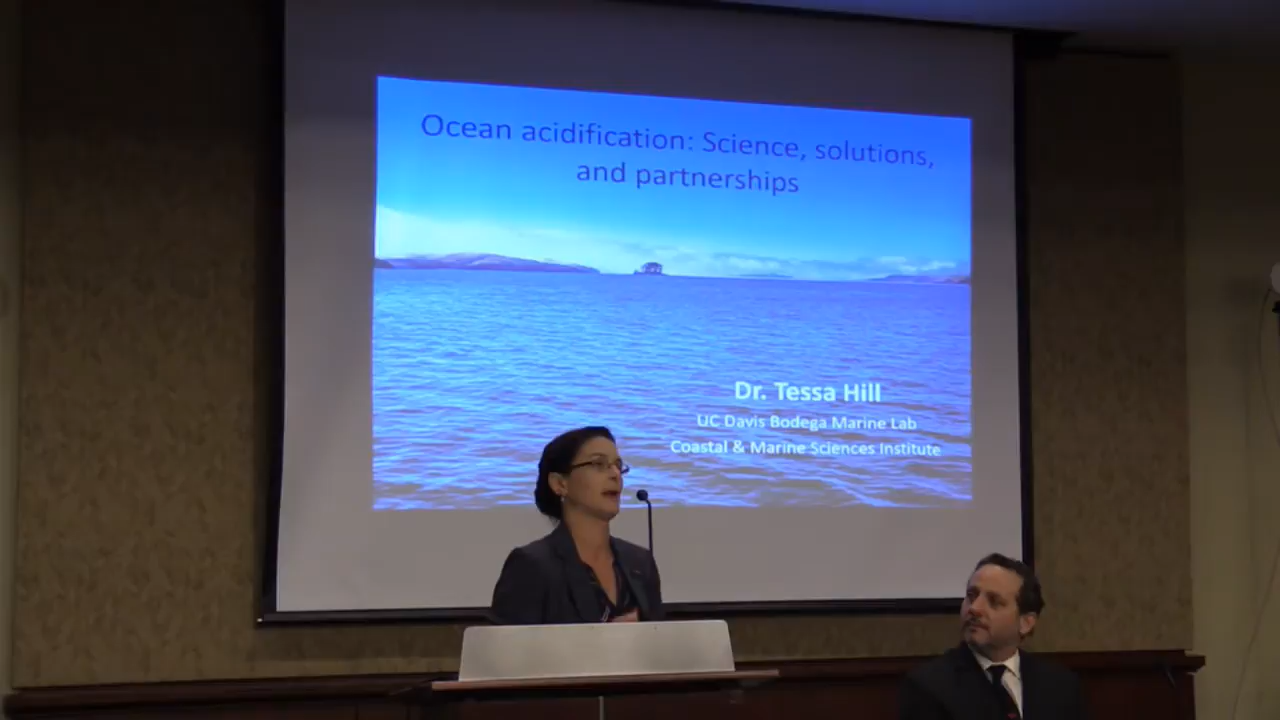 Ocean acidification: Science, solutions,
and partnerships
Dr. Tessa Hill
UC Davis Bodega Marine Lab
Coastal & Marine Sciences Institute